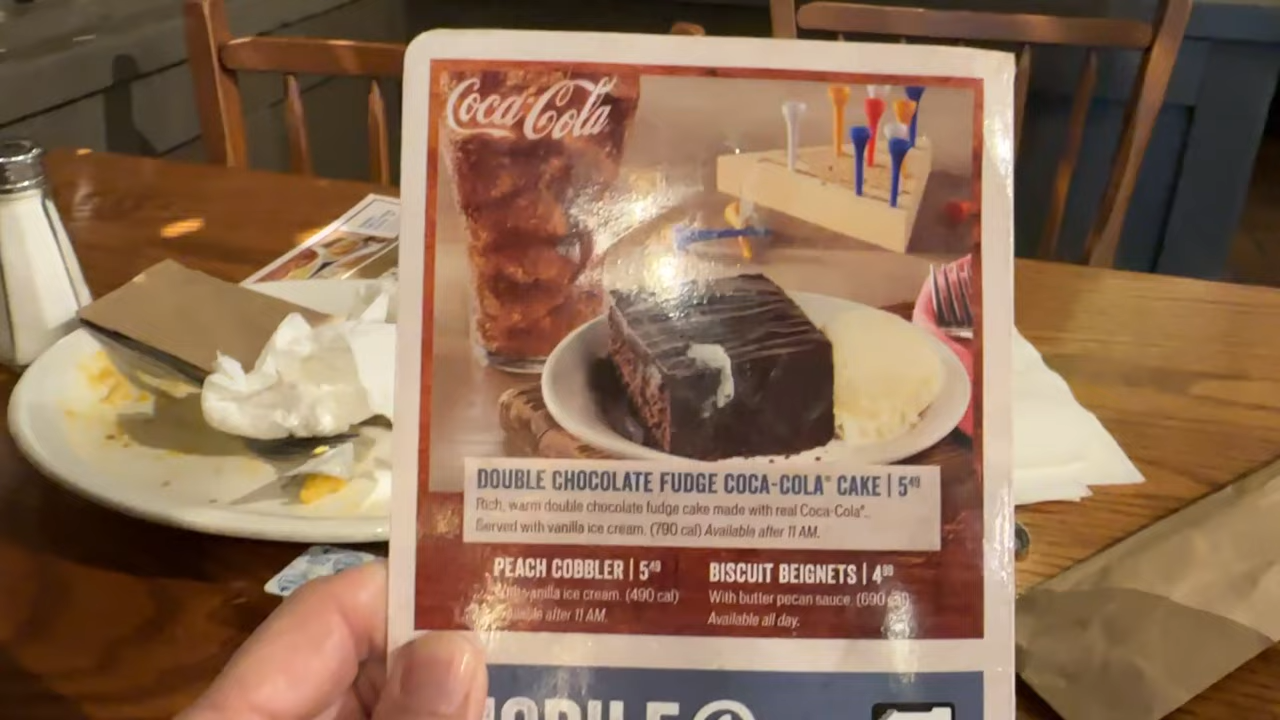 Coca-Cola
DOUBLE CHOCOLATE FUDGE COCA-COLA® CAKE | 5⁴⁹
Rich, warm double chocolate fudge cake made with real Coca-Cola®.
Served with vanilla ice cream. (790 cal) Available after 11 AM.
PEACH COBBLER | 5⁴⁹
vanilla ice cream. (490 cal)
after 11 AM.
BISCUIT BEIGNETS | 4
With butter pecan sauce. (690
Available all day.